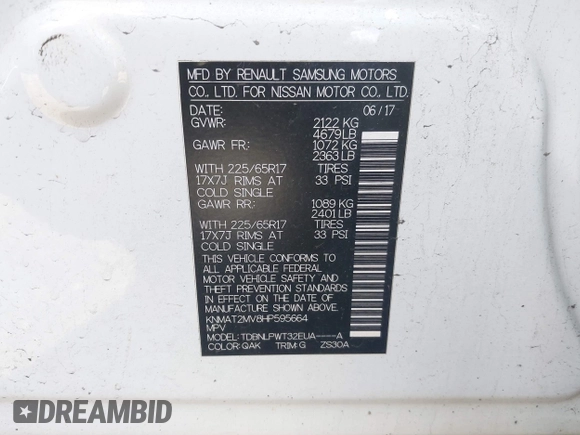 MFD BY RENAULT SAMSUNG MOTORS
CO., LTD. FOR NISSAN MOTOR CO., LTD.
DATE: 06/17
GVWR: 2122 KG
4679LB
GAWR FR: 1072 KG
2363LB
WITH 225/65R17 TIRES
17X7J RIMS AT 33 PSI
COLD SINGLE
GAWR RR: 1089 KG
2401LB
WITH 225/65R17 TIRES
17X7J RIMS AT 33 PSI
COLD SINGLE
THIS VEHICLE CONFORMS TO
ALL APPLICABLE FEDERAL
MOTOR VEHICLE SAFETY AND
THEFT PREVENTION STANDARDS
IN EFFECT ON THE DATE OF
MANUFACTURE SHOWN ABOVE.
KNMAT2MV8HP595664
MPV
MODEL: TDBNLPWT32EUA----A
COLOR:QAK TRIM:G ZS30A
DREAMBID